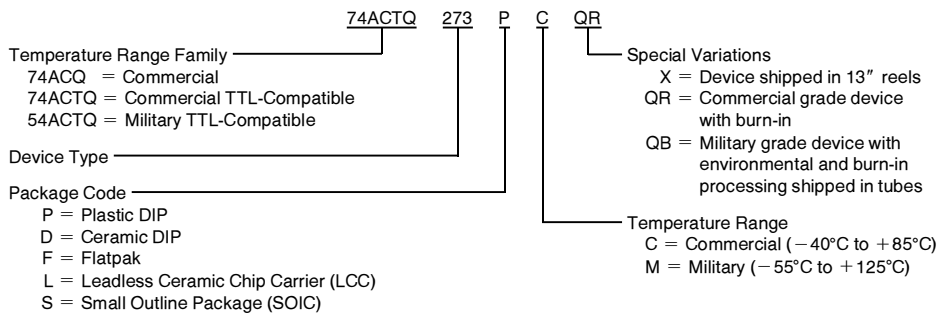 74ACTQ 273 P C QR
Temperature Range Family
74ACQ = Commercial
74ACTQ = Commercial TTL-Compatible
54ACTQ = Military TTL-Compatible
Device Type
Package Code
P = Plastic DIP
D = Ceramic DIP
F = Flatpak
L = Leadless Ceramic Chip Carrier (LCC)
S = Small Outline Package (SOIC)
Special Variations
X = Device shipped in 13″ reels
QR = Commercial grade device
with burn-in
QB = Military grade device with
environmental and burn-in
processing shipped in tubes
Temperature Range
C = Commercial (−40°C to +85°C)
M = Military (−55°C to +125°C)